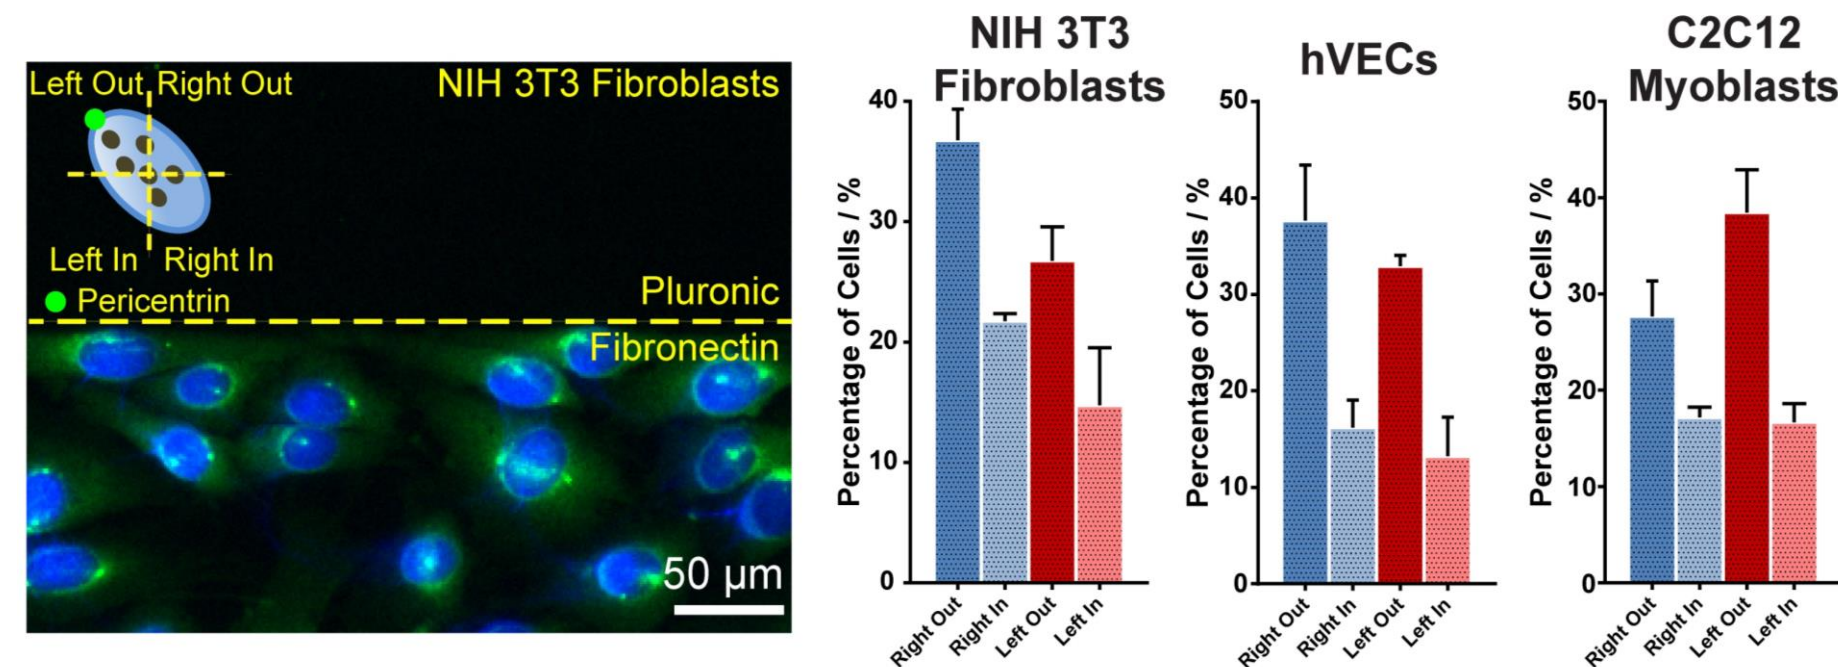 Left Out Right Out
NIH 3T3 Fibroblasts
Left In Right In
Pericentrin
Pluronic
Fibronectin
50 µm
NIH 3T3
Fibroblasts
Percentage of Cells / %
40
30
20
10
0
Right Out
Right In
Left Out
Left In
hVECs
Percentage of Cells / %
50
40
30
20
10
0
Right Out
Right In
Left Out
Left In
C2C12
Myoblasts
Percentage of Cells / %
50
40
30
20
10
0
Right Out
Right In
Left Out
Left In